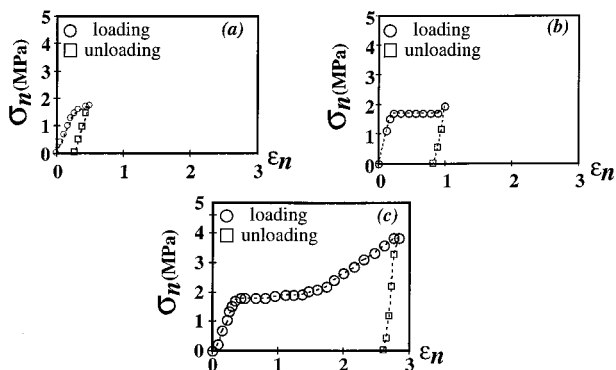 5
4
3
2
1
0
σn(MPa)
○ loading
□ unloading
(a)
0
1
2
3
εn
5
4
3
2
1
0
σn(MPa)
○ loading
□ unloading
(b)
0
1
2
3
εn
5
4
3
2
1
0
σn(MPa)
○ loading
□ unloading
(c)
0
1
2
3
εn